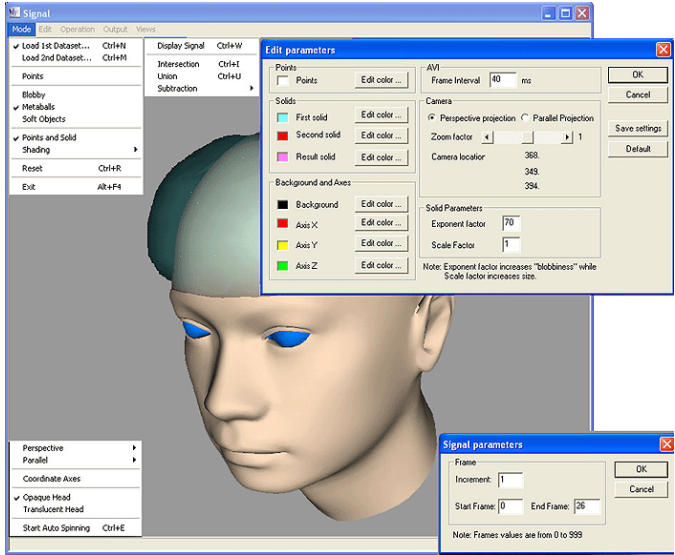 Signal
Mode Edit Operation Output Views
Load 1st Dataset... Ctrl+N
Load 2nd Dataset... Ctrl+M
Points
Blobby
Metaballs
Soft Objects
Points and Solid
Shading
Reset Ctrl+R
Exit Alt+F4
Display Signal Ctrl+W
Intersection Ctrl+I
Union Ctrl+U
Subtraction
Edit parameters
Points
Points Edit color ...
Solids
First solid Edit color ...
Second solid Edit color ...
Result solid Edit color ...
Background and Axes
Background Edit color ...
Axis X Edit color ...
Axis Y Edit color ...
Axis Z Edit color ...
AVI
Frame Interval 40 ms
Camera
Perspective projection Parallel Projection
Zoom factor 1
Camera locatior 368.
349.
394.
Solid Parameters
Exponent factor 70
Scale Factor 1
Note: Exponent factor increases "blobbiness" while
Scale factor increases size.
OK
Cancel
Save settings
Default
Perspective
Parallel
Coordinate Axes
Opaque Head
Translucent Head
Start Auto Spinning Ctrl+E
Signal parameters
Frame
Increment: 1
Start Frame: 0 End Frame: 26
Note: Frames values are from 0 to 999
OK
Cancel